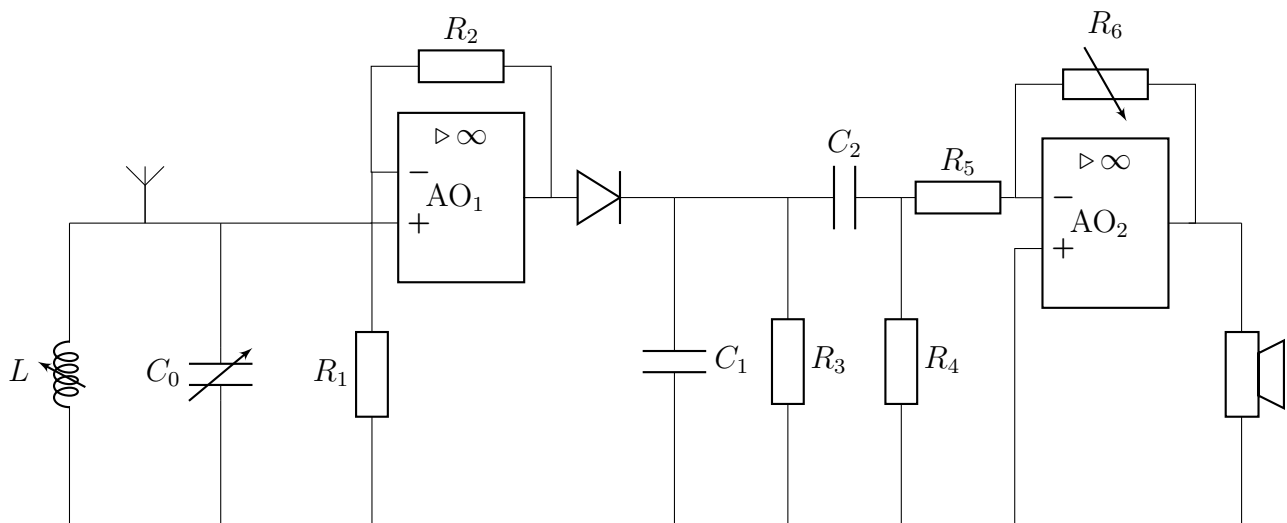 R₂
R₆
▷∞
AO₁
−
+
C₂
R₅
▷∞
AO₂
−
+
L
C₀
R₁
C₁
R₃
R₄